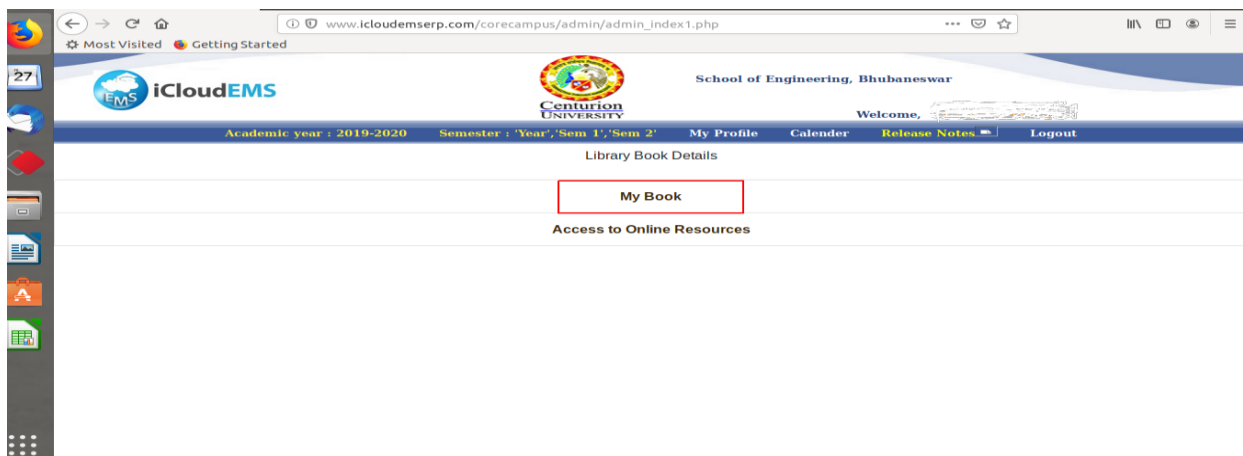 www.icloudemserp.com/corecampus/admin/admin_index1.php
Most Visited Getting Started
27
EMS iCloudEMS
Centurion
UNIVERSITY
School of Engineering, Bhubaneswar
Welcome,
Academic year : 2019-2020 Semester : 'Year','Sem 1','Sem 2' My Profile Calender Release Notes Logout
Library Book Details
My Book
Access to Online Resources